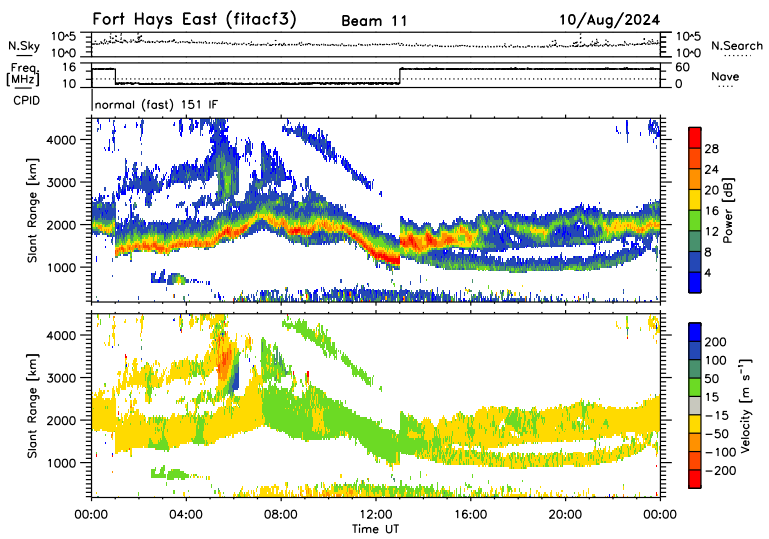 Fort Hays East (fitacf3) Beam 11 10/Aug/2024
N.Sky 10^5 10^5 N.Search
10^0 10^0
Freq. 16 60
[MHz] 10 0 Nave
CPID normal (fast) 151 IF
Slant Range [km]
4000
3000
2000
1000
Power [dB]
28
24
20
16
12
8
4
Slant Range [km]
4000
3000
2000
1000
Velocity [m s⁻¹]
200
100
50
15
−15
−50
−100
−200
00:00 04:00 08:00 12:00 16:00 20:00 00:00
Time UT